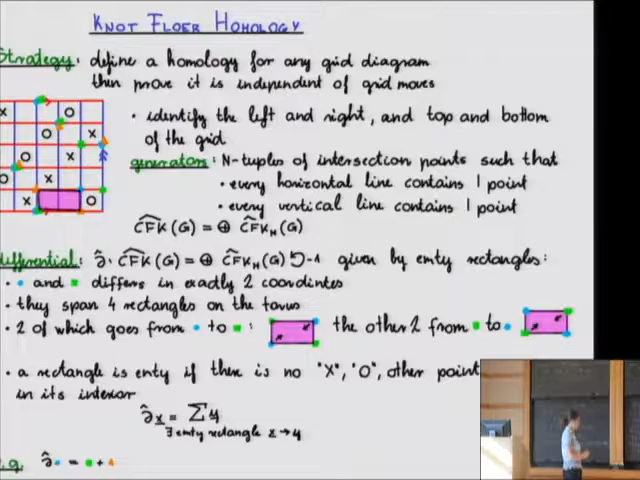 KNOT FLOER HOMOLOGY
Strategy: define a homology for any grid diagram
then prove it is independent of grid moves
x O
O x
O x
O x
x O
• identify the left and right, and top and bottom
of the grid
generators: N-tuples of intersection points such that
• every horizontal line contains 1 point
• every vertical line contains 1 point
ĈFK(G) = ⊕ ĈFK_M(G)
differential: ∂̂: ĈFK(G) = ⊕ ĈFK_M(G) ↺-1 given by emty rectangles:
• and • differs in exactly 2 coordintes
• they span 4 rectangles on the torus
• 2 of which goes from • to •: the other 2 from • to •
• a rectangle is emty if there is no "X", "O", other point
in its interior
∂̂x = Σ y
∃ emty rectangle x → y
e.g. ∂̂• = • + •